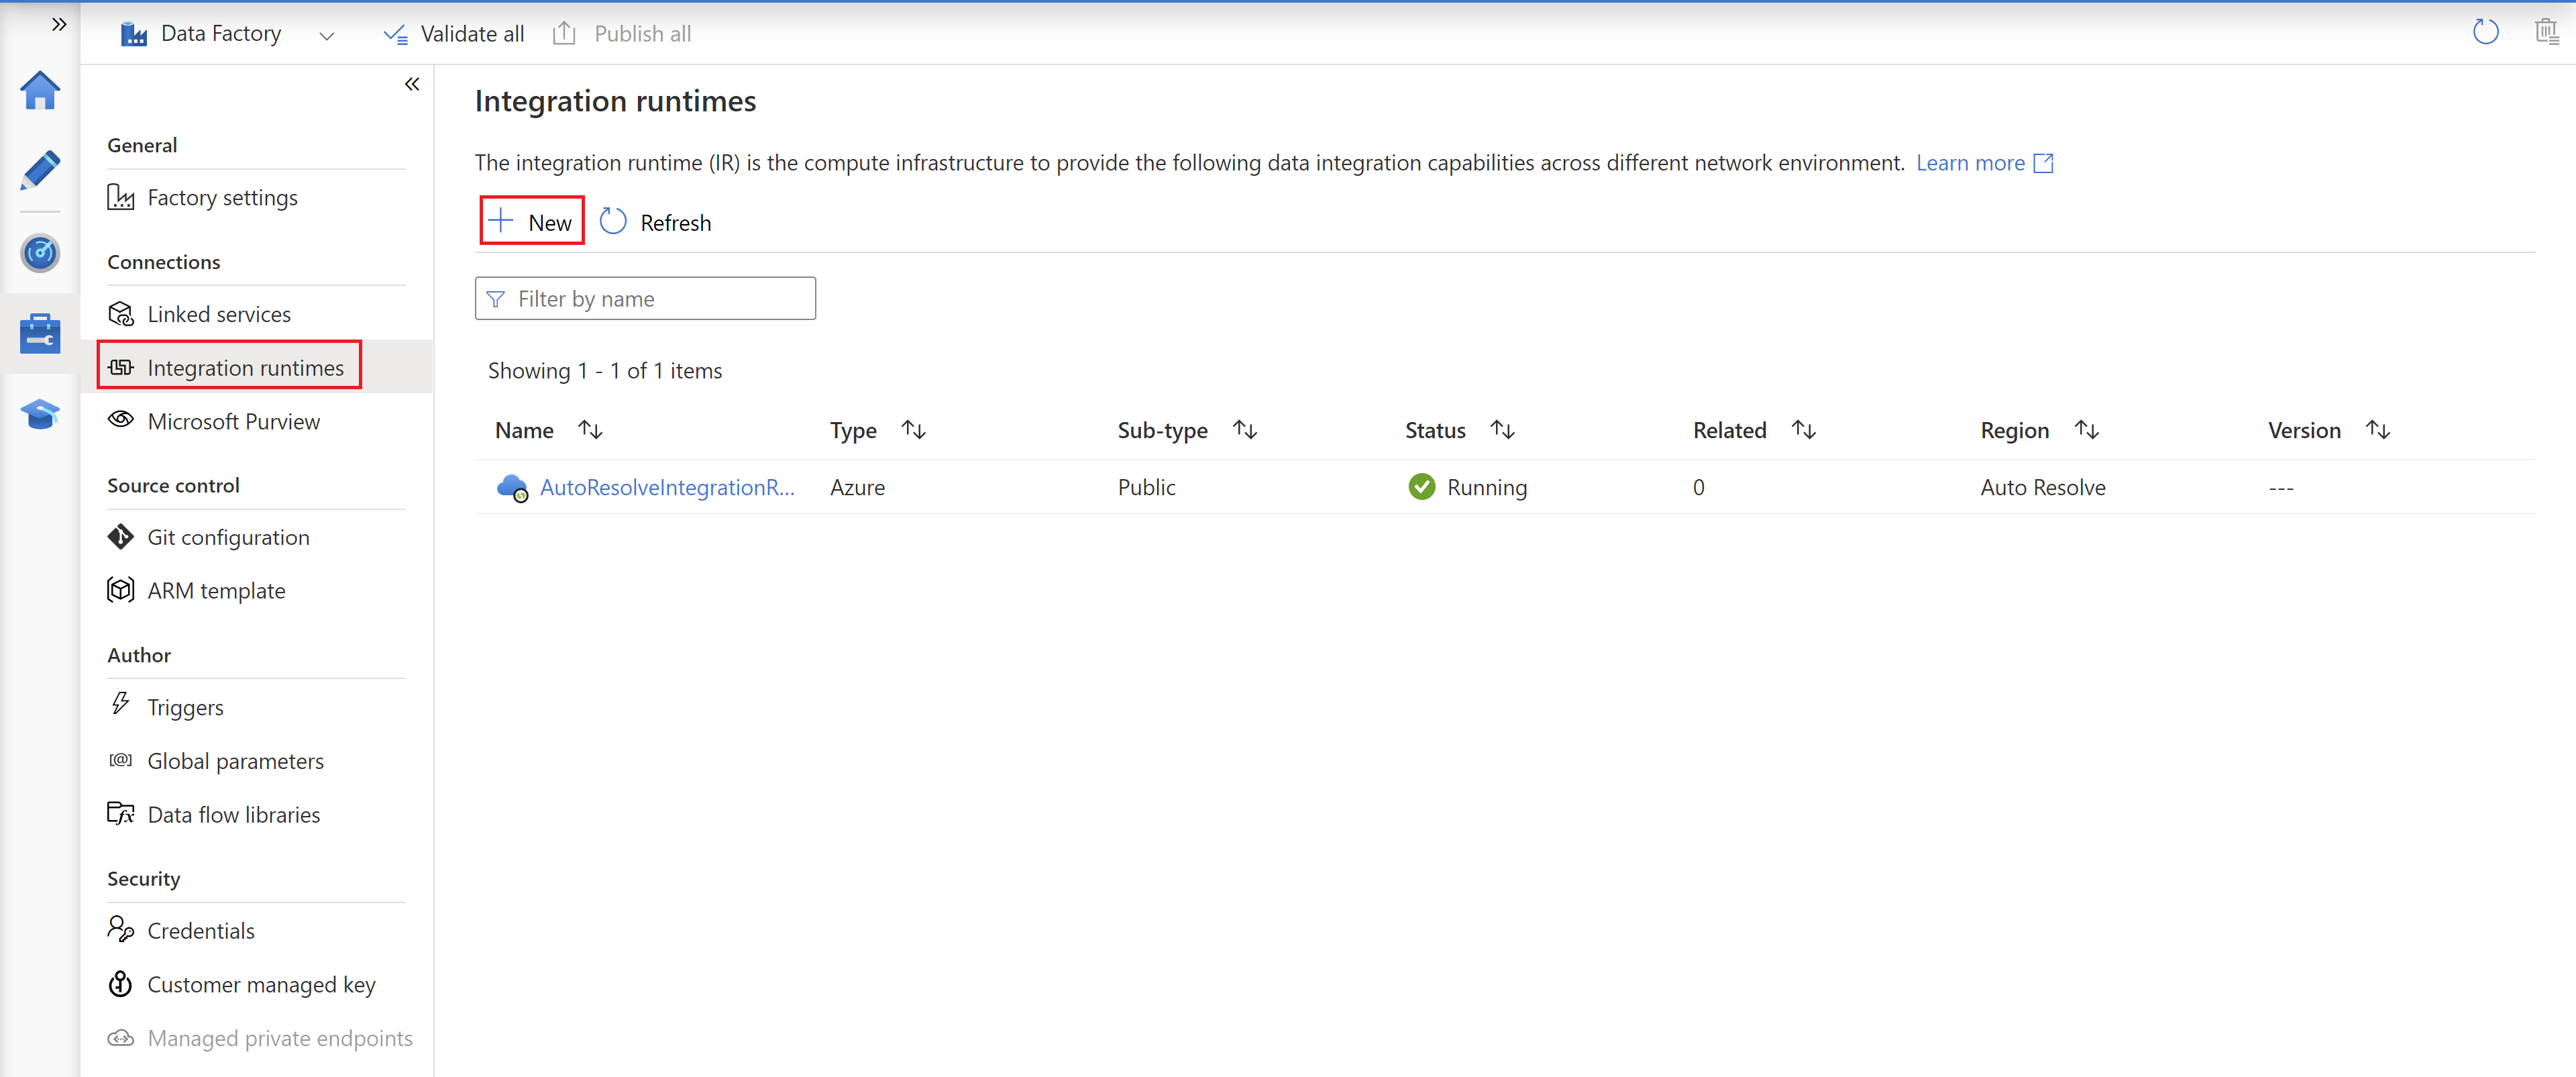 Data Factory
Validate all
Publish all
General
Factory settings
Connections
Linked services
Integration runtimes
Microsoft Purview
Source control
Git configuration
ARM template
Author
Triggers
Global parameters
Data flow libraries
Security
Credentials
Customer managed key
Managed private endpoints
Integration runtimes
The integration runtime (IR) is the compute infrastructure to provide the following data integration capabilities across different network environment. Learn more
New Refresh
Filter by name
Showing 1 - 1 of 1 items
Name Type Sub-type Status Related Region Version
AutoResolveIntegrationR... Azure Public Running 0 Auto Resolve ---